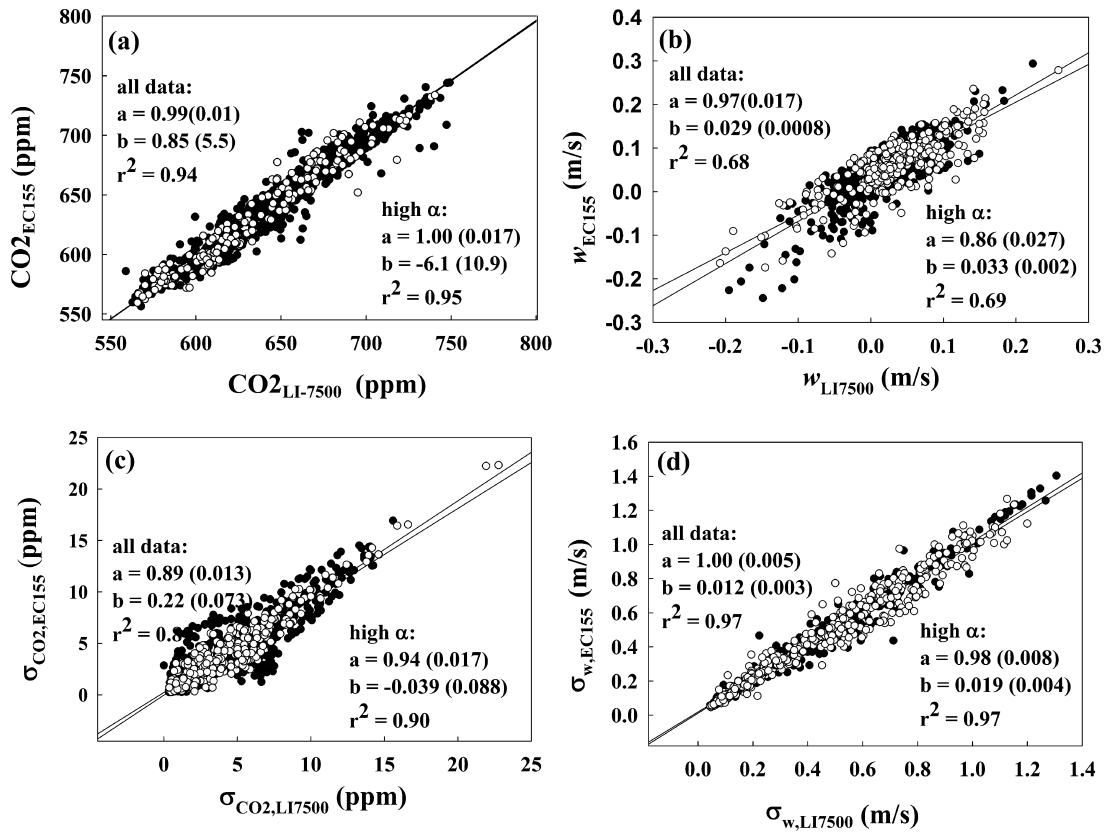 (a)
all data:
a = 0.99(0.01)
b = 0.85 (5.5)
r² = 0.94
high α:
a = 1.00 (0.017)
b = -6.1 (10.9)
r² = 0.95
800
750
700
650
600
550
CO2EC155 (ppm)
550 600 650 700 750 800
CO2LI-7500 (ppm)
(b)
all data:
a = 0.97(0.017)
b = 0.029 (0.0008)
r² = 0.68
high α:
a = 0.86 (0.027)
b = 0.033 (0.002)
r² = 0.69
0.4
0.3
0.2
0.1
0.0
-0.1
-0.2
-0.3
wEC155 (m/s)
-0.3 -0.2 -0.1 0.0 0.1 0.2 0.3
wLI7500 (m/s)
(c)
all data:
a = 0.89 (0.013)
b = 0.22 (0.073)
r² = 0.8
high α:
a = 0.94 (0.017)
b = -0.039 (0.088)
r² = 0.90
25
20
15
10
5
0
σCO2,EC155 (ppm)
0 5 10 15 20 25
σCO2,LI7500 (ppm)
(d)
all data:
a = 1.00 (0.005)
b = 0.012 (0.003)
r² = 0.97
high α:
a = 0.98 (0.008)
b = 0.019 (0.004)
r² = 0.97
1.6
1.4
1.2
1.0
0.8
0.6
0.4
0.2
0.0
σw,EC155 (m/s)
0.0 0.2 0.4 0.6 0.8 1.0 1.2 1.4
σw,LI7500 (m/s)